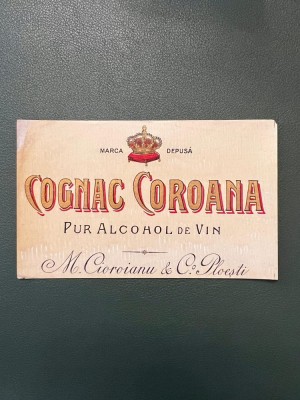 MARCA DEPUSĂ
COGNAC COROANA
PUR ALCOHOL DE VIN
M. Cioroianu & Co. Ploesti